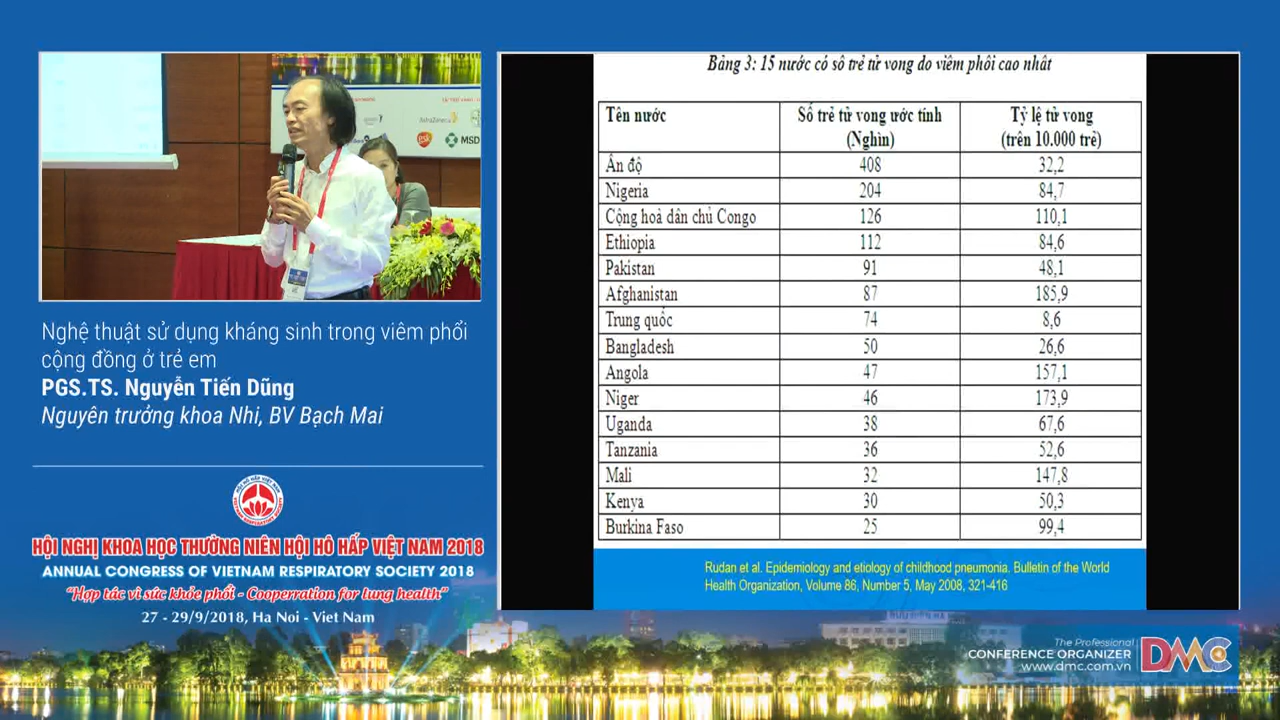 AstraZeneca
gsk
MSD
Nghệ thuật sử dụng kháng sinh trong viêm phổi
cộng đồng ở trẻ em
PGS.TS. Nguyễn Tiến Dũng
Nguyên trưởng khoa Nhi, BV Bạch Mai
HỘI HÔ HẤP VIỆT NAM
HỘI NGHỊ KHOA HỌC THƯỜNG NIÊN HỘI HÔ HẤP VIỆT NAM 2018
ANNUAL CONGRESS OF VIETNAM RESPIRATORY SOCIETY 2018
"Hợp tác vì sức khỏe phổi - Cooperration for lung health"
27 - 29/9/2018, Ha Noi - Viet Nam
Bảng 3: 15 nước có số trẻ tử vong do viêm phổi cao nhất
Tên nước Số trẻ tử vong ước tính (Nghìn) Tỷ lệ tử vong (trên 10.000 trẻ)
Ấn độ 408 32,2
Nigeria 204 84,7
Cộng hoà dân chủ Congo 126 110,1
Ethiopia 112 84,6
Pakistan 91 48,1
Afghanistan 87 185,9
Trung quốc 74 8,6
Bangladesh 50 26,6
Angola 47 157,1
Niger 46 173,9
Uganda 38 67,6
Tanzania 36 52,6
Mali 32 147,8
Kenya 30 50,3
Burkina Faso 25 99,4
Rudan et al. Epidemiology and etiology of childhood pneumonia. Bulletin of the World
Health Organization, Volume 86, Number 5, May 2008, 321-416
The Professional
CONFERENCE ORGANIZER
www.dmc.com.vn
DMC